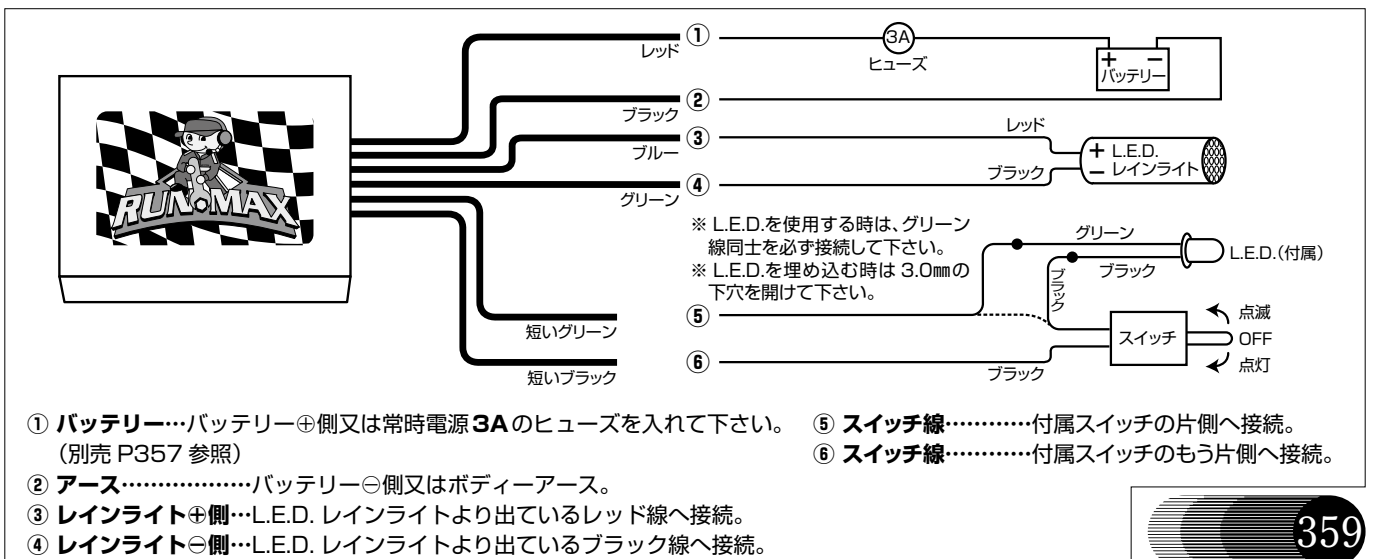 RUN MAX
レッド
①
3A
ヒューズ
+ −
バッテリー
ブラック
②
ブルー
③
レッド
+ L.E.D.
− レインライト
グリーン
④
ブラック
※ L.E.D.を使用する時は、グリーン
線同士を必ず接続して下さい。
※ L.E.D.を埋め込む時は 3.0㎜の
下穴を開けて下さい。
グリーン
ブラック
L.E.D.（付属）
ブラック
短いグリーン
⑤
スイッチ
点滅
OFF
点灯
短いブラック
⑥
ブラック
① バッテリー…バッテリー⊕側又は常時電源3Aのヒューズを入れて下さい。
（別売 P357 参照）
② アース………………バッテリー⊖側又はボディーアース。
③ レインライト⊕側…L.E.D. レインライトより出ているレッド線へ接続。
④ レインライト⊖側…L.E.D. レインライトより出ているブラック線へ接続。
⑤ スイッチ線…………付属スイッチの片側へ接続。
⑥ スイッチ線…………付属スイッチのもう片側へ接続。
359